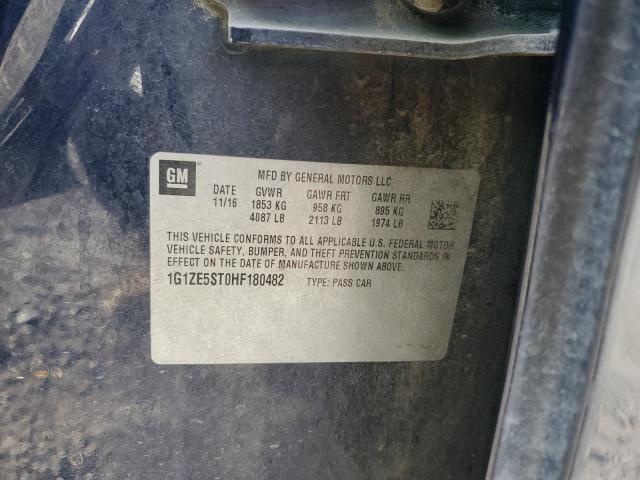 GM
MFD BY GENERAL MOTORS LLC
DATE GVWR GAWR FRT GAWR RR
11/16 1853 KG 958 KG 895 KG
4087 LB 2113 LB 1974 LB
THIS VEHICLE CONFORMS TO ALL APPLICABLE U.S. FEDERAL MOTOR
VEHICLE SAFETY, BUMPER, AND THEFT PREVENTION STANDARDS
IN EFFECT ON THE DATE OF MANUFACTURE SHOWN ABOVE.
1G1ZE5ST0HF180482 TYPE: PASS CAR